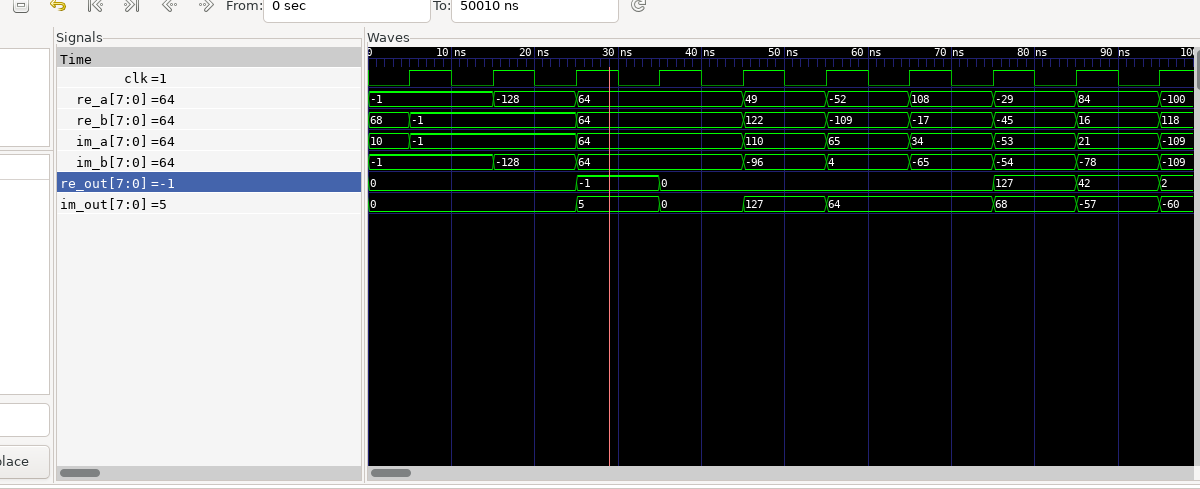 From: 0 sec To: 50010 ns
Signals Waves
Time 0 10 ns 20 ns 30 ns 40 ns 50 ns 60 ns 70 ns 80 ns 90 ns 100
clk =1
re_a[7:0] =64 -1 -128 64 49 -52 108 -29 84 -100
re_b[7:0] =64 68 -1 64 122 -109 -17 -45 16 118
im_a[7:0] =64 10 -1 64 110 65 34 -53 21 -109
im_b[7:0] =64 -1 -128 64 -96 4 -65 -54 -78 -109
re_out[7:0] =-1 0 -1 0 127 42 2
im_out[7:0] =5 0 5 0 127 64 68 -57 -60
place